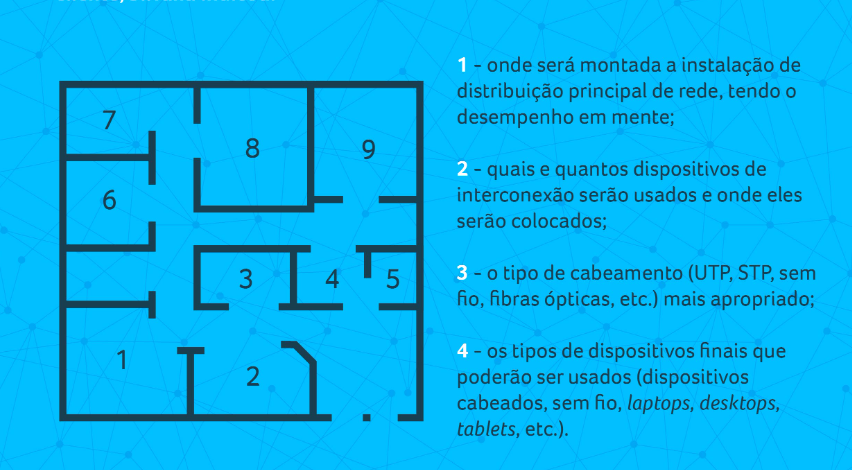 1 - onde será montada a instalação de
distribuição principal de rede, tendo o
desempenho em mente;
2 - quais e quantos dispositivos de
interconexão serão usados e onde eles
serão colocados;
3 - o tipo de cabeamento (UTP, STP, sem
fio, fibras ópticas, etc.) mais apropriado;
4 - os tipos de dispositivos finais que
poderão ser usados (dispositivos
cabeados, sem fio, laptops, desktops,
tablets, etc.).
7
8
9
6
3
4
5
1
2